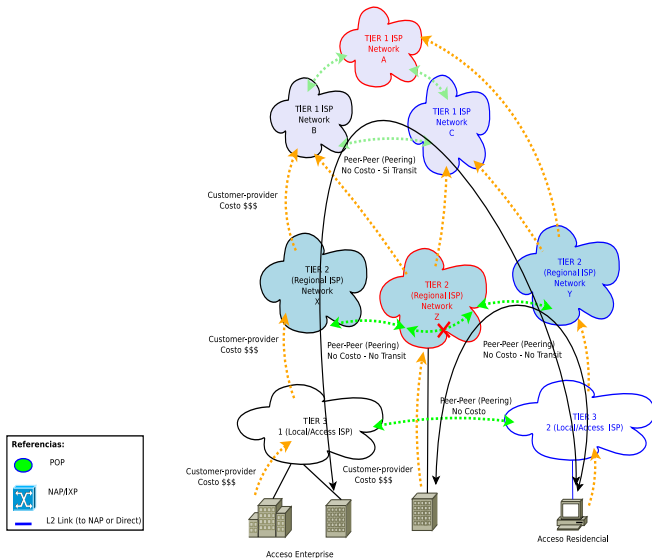 TIER 1 ISP
Network
A
TIER 1 ISP
Network
B
TIER 1 ISP
Network
C
Peer-Peer (Peering)
No Costo - Si Transit
Customer-provider
Costo $$$
TIER 2
(Regional ISP)
Network
X
TIER 2
(Regional ISP)
Network
Z
TIER 2
(Regional ISP)
Network
Y
Customer-provider
Costo $$$
Peer-Peer (Peering)
No Costo - No Transit
Peer-Peer (Peering)
No Costo - No Transit
Peer-Peer (Peering)
No Costo
TIER 3
1 (Local/Access ISP)
TIER 3
2 (Local/Access ISP)
Customer-provider
Costo $$$
Customer-provider
Costo $$$
Referencias:
POP
NAP/IXP
L2 Link (to NAP or Direct)
Acceso Enterprise
Acceso Residencial